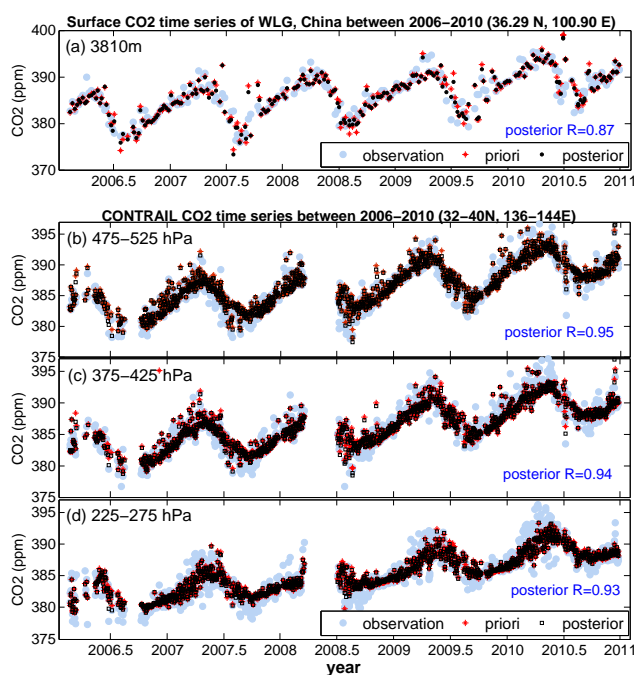 Surface CO2 time series of WLG, China between 2006−2010 (36.29 N, 100.90 E)
400
(a) 3810m
390
CO2 (ppm)
380
posterior R=0.87
observation priori posterior
370
2006.5 2007 2007.5 2008 2008.5 2009 2009.5 2010 2010.5 2011
CONTRAIL CO2 time series between 2006−2010 (32−40N, 136−144E)
395
(b) 475−525 hPa
390
CO2 (ppm)
385
380
posterior R=0.95
375
(c) 375−425 hPa
395
390
CO2 (ppm)
385
380
posterior R=0.94
375
(d) 225−275 hPa
395
390
CO2 (ppm)
385
posterior R=0.93
380
observation priori posterior
375
2006.5 2007 2007.5 2008 2008.5 2009 2009.5 2010 2010.5 2011
year